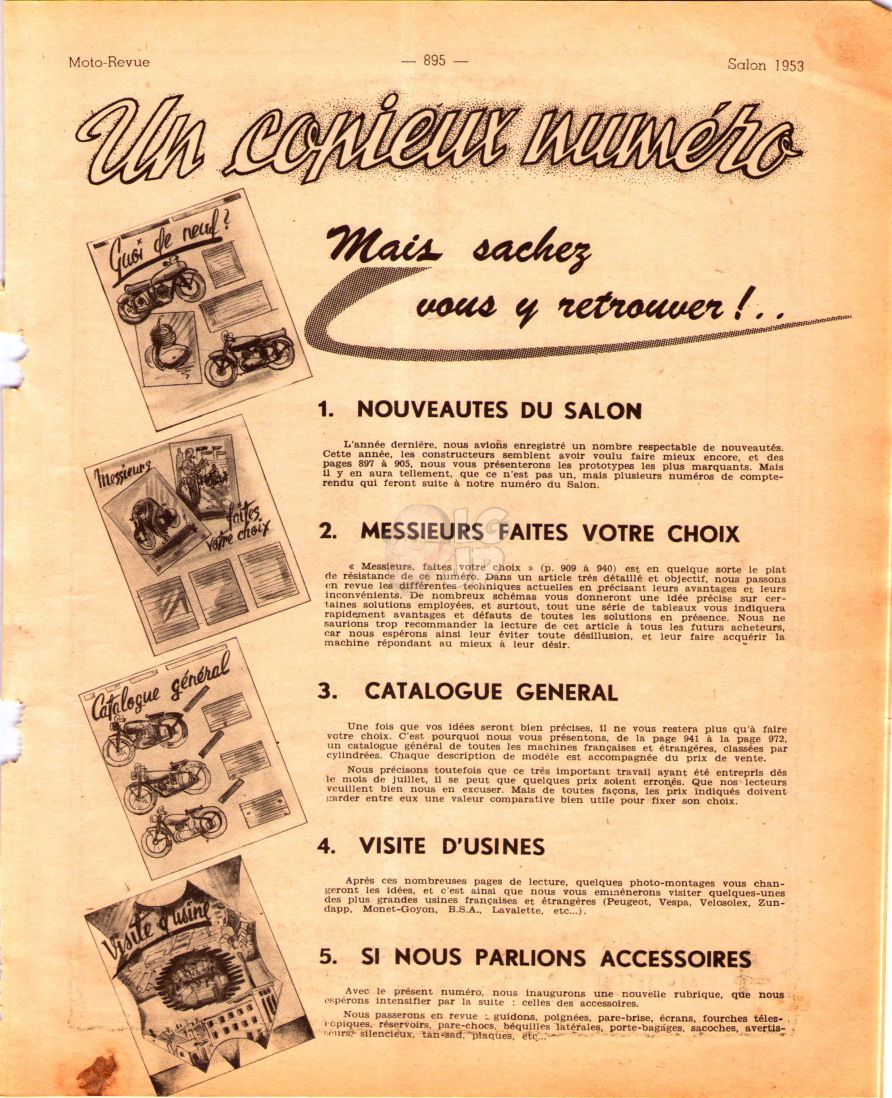 Moto-Revue
— 895 —
Salon 1953
Un copieux numéro
Quoi de neuf?
Mais sachez
vous y retrouver !..
1. NOUVEAUTES DU SALON
L'année dernière, nous avions enregistré un nombre respectable de nouveautés.
Cette année, les constructeurs semblent avoir voulu faire mieux encore, et des
pages 897 à 905, nous vous présenterons les prototypes les plus marquants. Mais
il y en aura tellement, que ce n'est pas un, mais plusieurs numéros de compte-
rendu qui feront suite à notre numéro du Salon.
Messieurs
faites
votre choix
2. MESSIEURS FAITES VOTRE CHOIX
« Messieurs, faites votre choix » (p. 909 à 940) est en quelque sorte le plat
de résistance de ce numéro. Dans un article très détaillé et objectif, nous passons
en revue les différentes techniques actuelles en précisant leurs avantages et leurs
inconvénients. De nombreux schémas vous donneront une idée précise sur cer-
taines solutions employées, et surtout, tout une série de tableaux vous indiquera
rapidement avantages et défauts de toutes les solutions en présence. Nous ne
saurions trop recommander la lecture de cet article à tous les futurs acheteurs,
car nous espérons ainsi leur éviter toute désillusion, et leur faire acquérir la
machine répondant au mieux à leur désir.
Catalogue général
3. CATALOGUE GENERAL
Une fois que vos idées seront bien précises, il ne vous restera plus qu'à faire
votre choix. C'est pourquoi nous vous présentons, de la page 941 à la page 972,
un catalogue général de toutes les machines françaises et étrangères, classées par
cylindrées. Chaque description de modèle est accompagnée du prix de vente.
Nous précisons toutefois que ce très important travail ayant été entrepris dès
le mois de juillet, il se peut que quelques prix soient erronés. Que nos lecteurs
veuillent bien nous en excuser. Mais de toutes façons, les prix indiqués doivent
garder entre eux une valeur comparative bien utile pour fixer son choix.
4. VISITE D'USINES
Après ces nombreuses pages de lecture, quelques photo-montages vous chan-
geront les idées, et c'est ainsi que nous vous emmènerons visiter quelques-unes
des plus grandes usines françaises et étrangères (Peugeot, Vespa, Velosolex, Zun-
dapp, Monet-Goyon, B.S.A., Lavalette, etc...).
Visite d'usine
5. SI NOUS PARLIONS ACCESSOIRES
Avec le présent numéro, nous inaugurons une nouvelle rubrique, que nous
espérons intensifier par la suite : celles des accessoires.
Nous passerons en revue : guidons, poignées, pare-brise, écrans, fourches téles-
copiques, réservoirs, pare-chocs, béquilles latérales, porte-bagages, sacoches, avertis-
seurs, silencieux, tan-sad, plaques, etc...